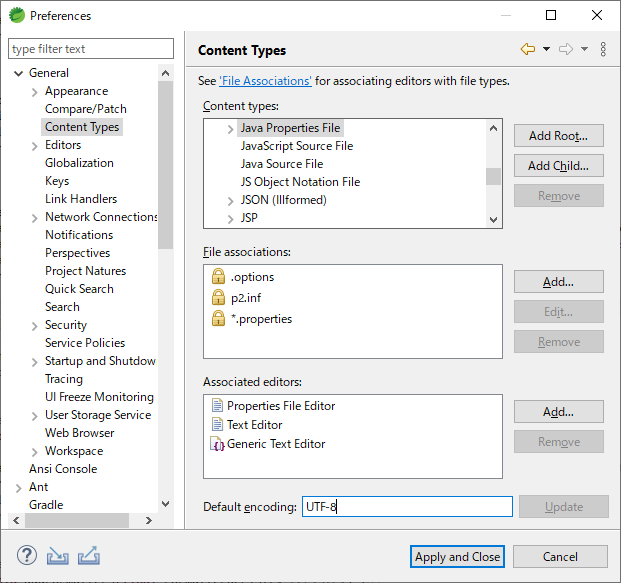 Preferences
type filter text
General
Appearance
Compare/Patch
Content Types
Editors
Globalization
Keys
Link Handlers
Network Connections
Notifications
Perspectives
Project Natures
Quick Search
Search
Security
Service Policies
Startup and Shutdow
Tracing
UI Freeze Monitoring
User Storage Service
Web Browser
Workspace
Ansi Console
Ant
Gradle
Content Types
See 'File Associations' for associating editors with file types.
Content types:
Java Properties File
JavaScript Source File
Java Source File
JS Object Notation File
JSON (Illformed)
JSP
Add Root...
Add Child...
Remove
File associations:
.options
p2.inf
*.properties
Add...
Edit...
Remove
Associated editors:
Properties File Editor
Text Editor
Generic Text Editor
Add...
Remove
Default encoding: UTF-8 Update
Apply and Close Cancel